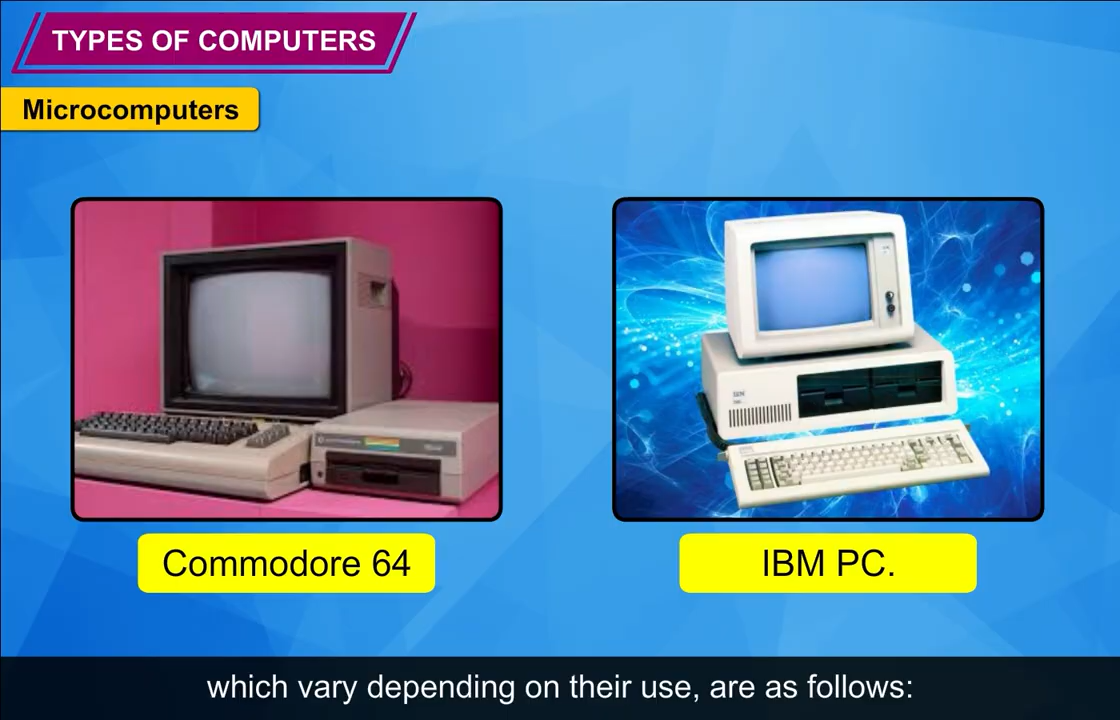 TYPES OF COMPUTERS
Microcomputers
Commodore 64
IBM PC.
which vary depending on their use, are as follows: